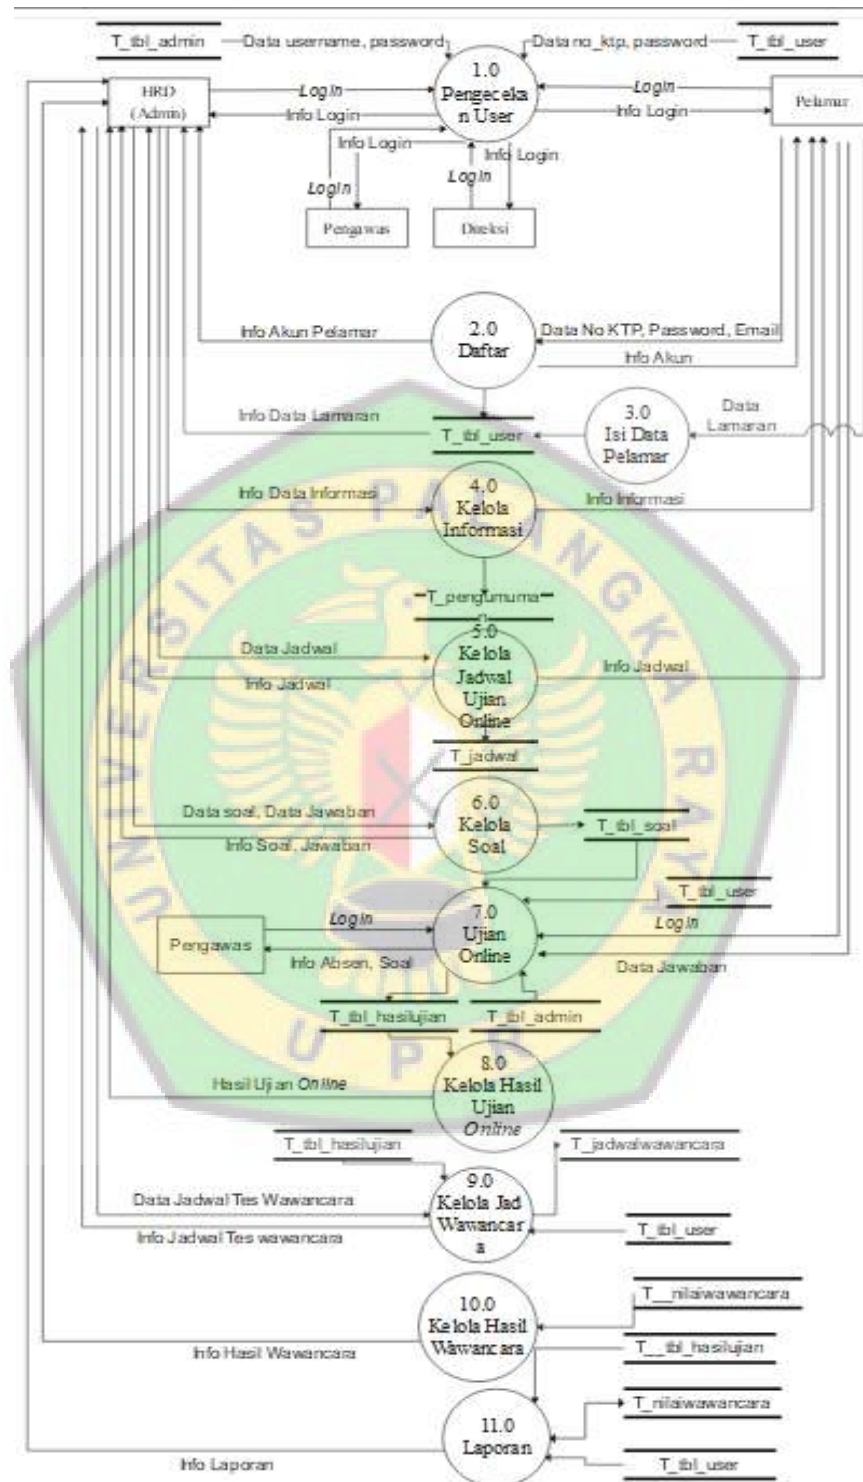 T_tbl_admin
Data username, password
Data no_ktp, password
T_tbl_user
HRD
(Admin)
Login
Info Login
1.0
Pengeceka
n User
Login
Info Login
Pelamar
Info Login
Login
Info Login
Login
Pengawas
Direksi
Info Akun Pelamar
2.0
Daftar
Data No KTP, Password, Email
Info Akun
Info Data Lamaran
T_tbl_user
3.0
Isi Data
Pelamar
Data
Lamaran
Info Data Informasi
4.0
Kelola
Informasi
Info Informasi
T_pengumuma
n
Data Jadwal
Info Jadwal
5.0
Kelola
Jadwal
Ujian
Online
Info Jadwal
T_jadwal
Data soal, Data Jawaban
Info Soal, Jawaban
6.0
Kelola
Soal
T_tbl_soal
T_tbl_user
Pengawas
Login
Info Absen, Soal
7.0
Ujian
Online
Login
Data Jawaban
T_tbl_hasilujian
T_tbl_admin
Hasil Ujian Online
8.0
Kelola Hasil
Ujian
Online
T_tbl_hasilujian
T_jadwalwawancara
Data Jadwal Tes Wawancara
Info Jadwal Tes wawancara
9.0
Kelola Jad
Wawancar
a
T_tbl_user
10.0
Kelola Hasil
Wawancara
T__nilaiwawancara
Info Hasil Wawancara
T__tbl_hasilujian
T_nilaiwawancara
11.0
Laporan
Info Laporan
T_tbl_user
UNIVERSITAS PALANGKA RAYA
UPR